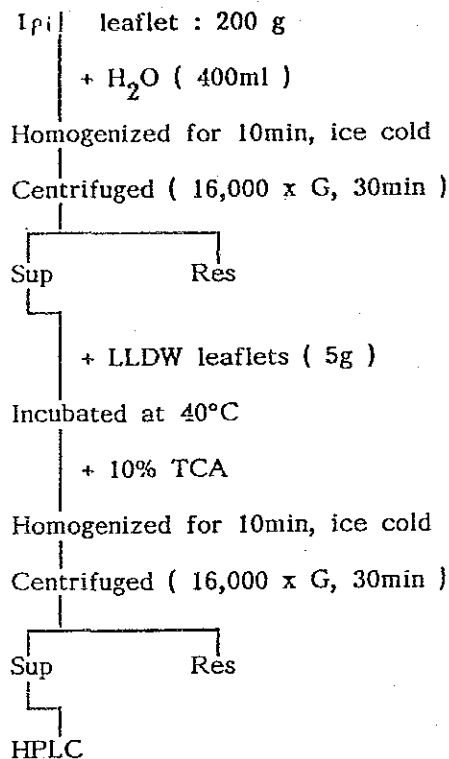 Ipil leaflet : 200 g
+ H₂O ( 400ml )
Homogenized for 10min, ice cold
Centrifuged ( 16,000 x G, 30min )
Sup Res
+ LLDW leaflets ( 5g )
Incubated at 40°C
+ 10% TCA
Homogenized for 10min, ice cold
Centrifuged ( 16,000 x G, 30min )
Sup Res
HPLC